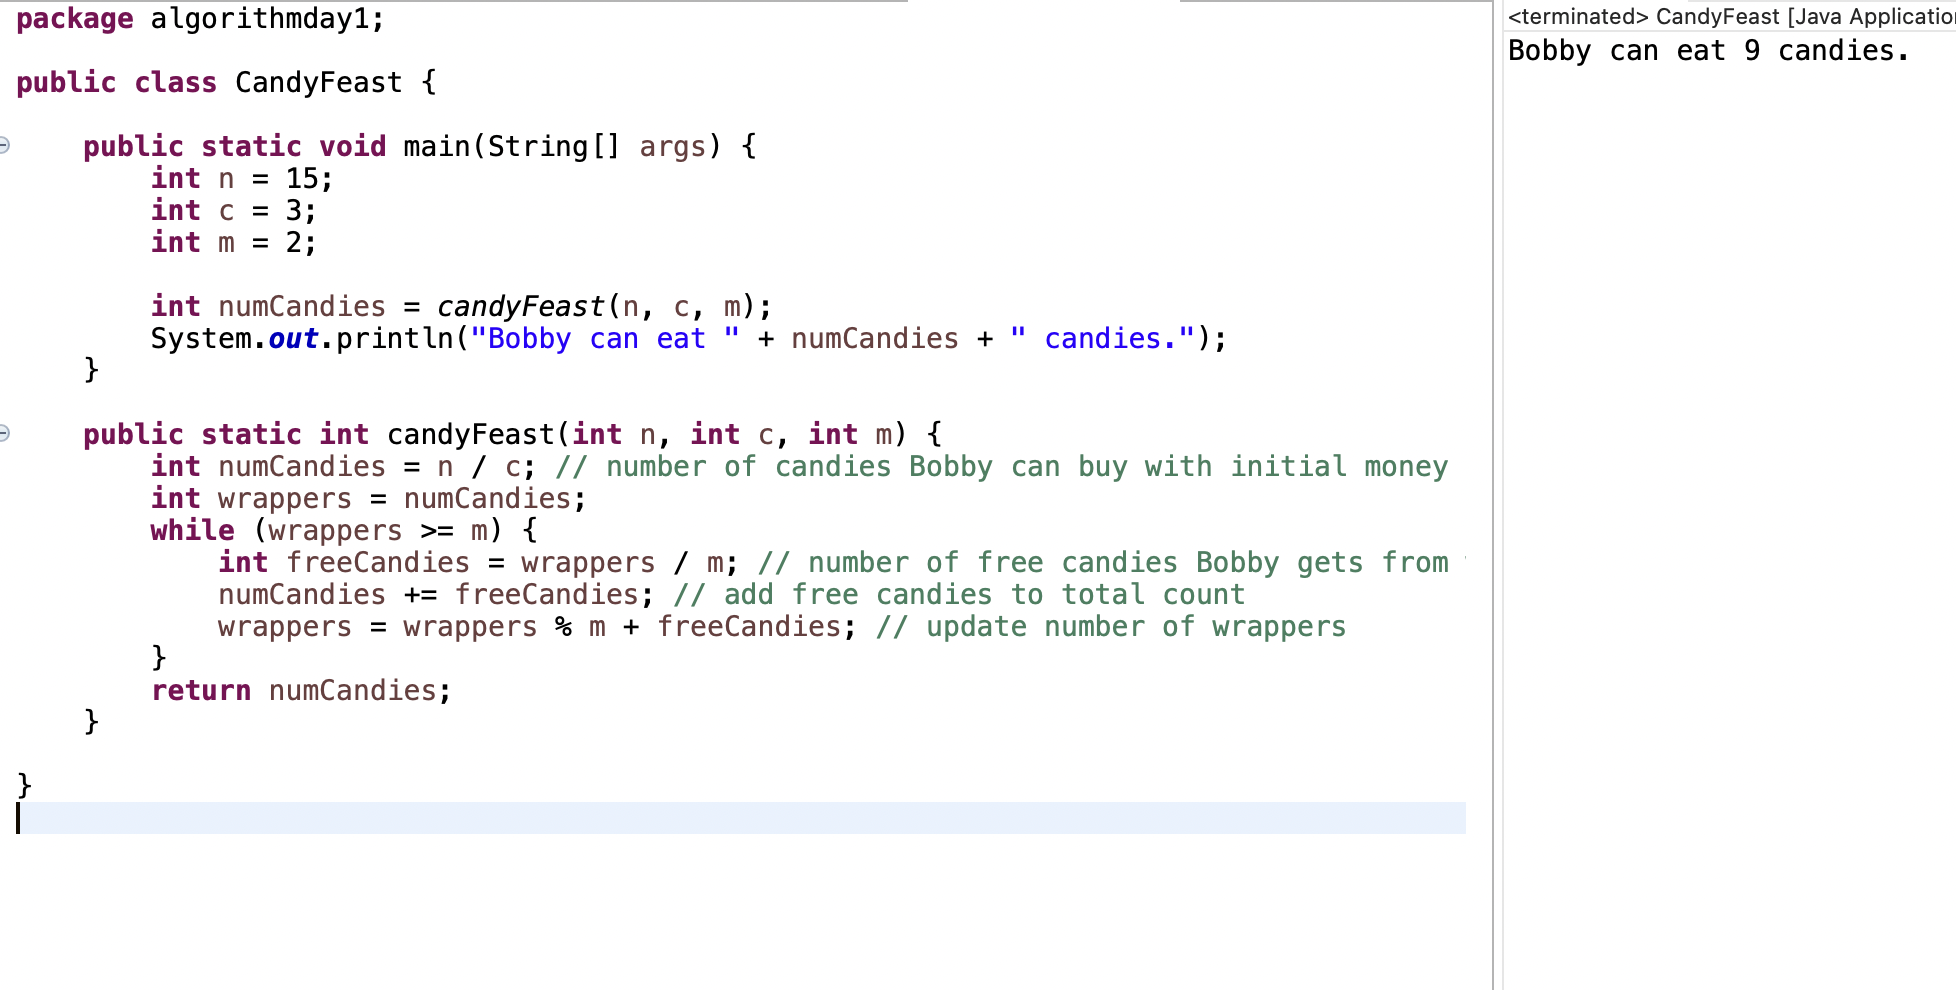 package algorithmday1;
public class CandyFeast {
public static void main(String[] args) {
int n = 15;
int c = 3;
int m = 2;
int numCandies = candyFeast(n, c, m);
System.out.println("Bobby can eat " + numCandies + " candies.");
}
public static int candyFeast(int n, int c, int m) {
int numCandies = n / c; // number of candies Bobby can buy with initial money
int wrappers = numCandies;
while (wrappers >= m) {
int freeCandies = wrappers / m; // number of free candies Bobby gets from
numCandies += freeCandies; // add free candies to total count
wrappers = wrappers % m + freeCandies; // update number of wrappers
}
return numCandies;
}
}
<terminated> CandyFeast [Java Application
Bobby can eat 9 candies.